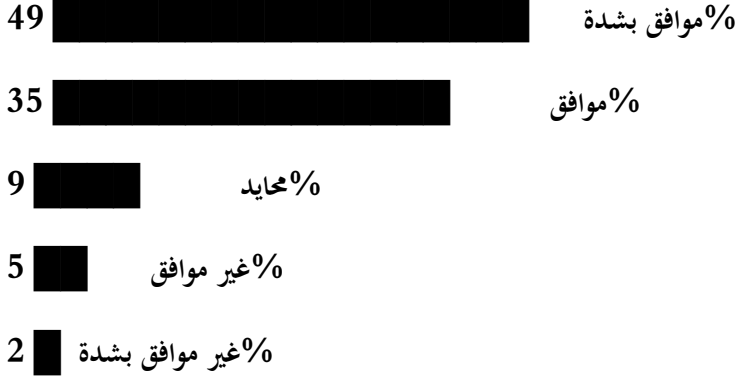 %موافق بشدة 49
%موافق 35
%محايد 9
%غير موافق 5
%غير موافق بشدة 2